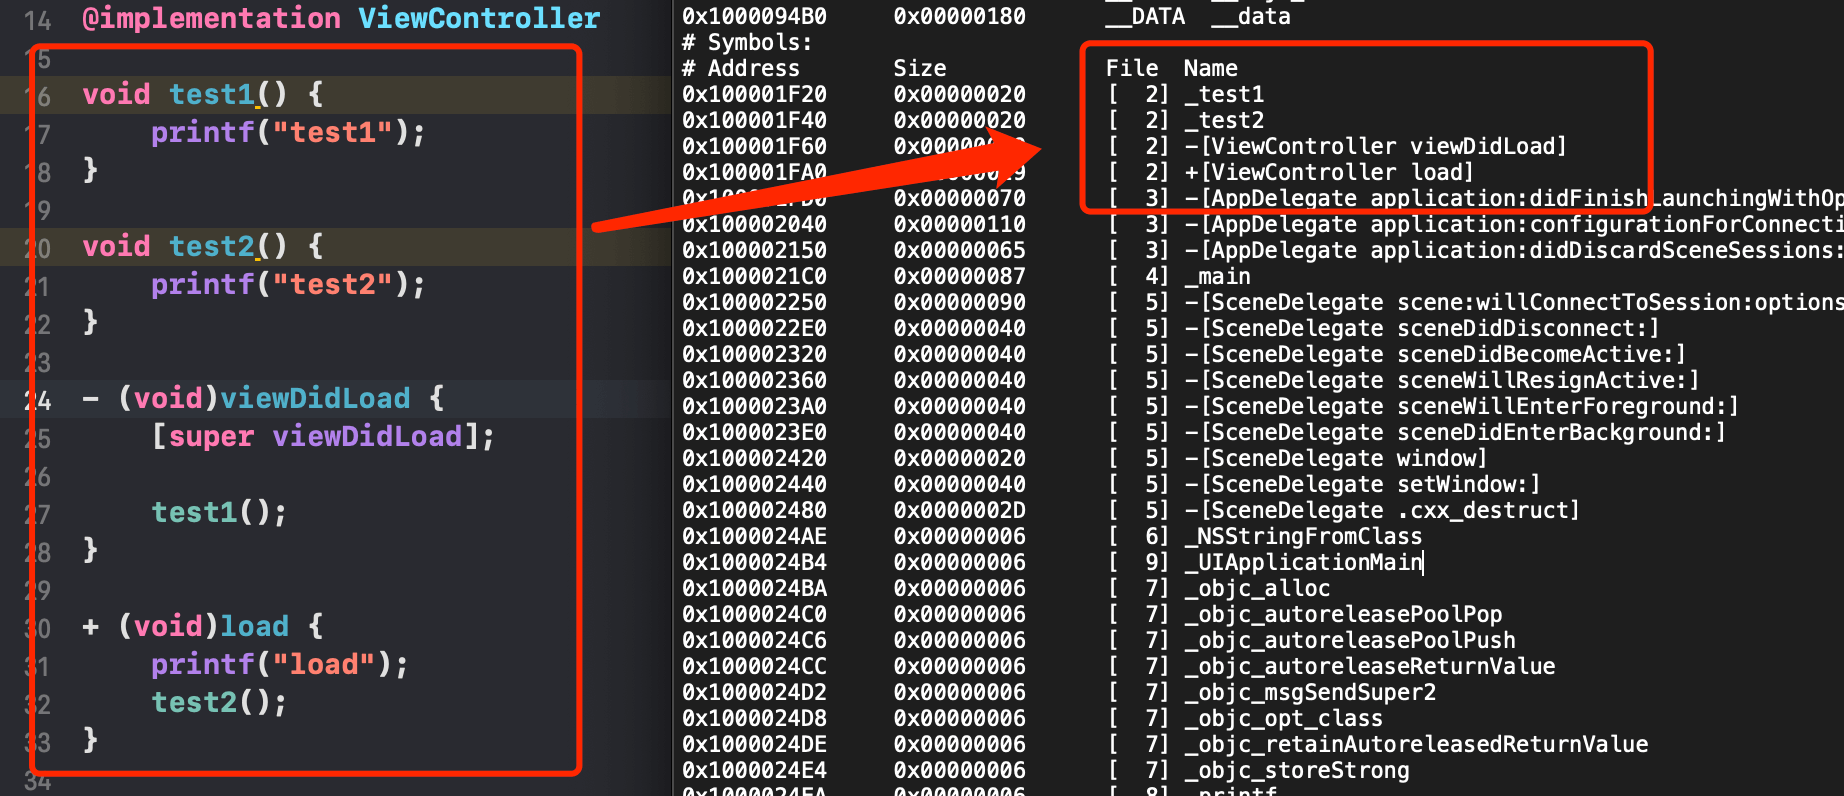 14 @implementation ViewController
15
16 void test1() {
17 printf("test1");
18 }
19
20 void test2() {
21 printf("test2");
22 }
23
24 - (void)viewDidLoad {
25 [super viewDidLoad];
26
27 test1();
28 }
29
30 + (void)load {
31 printf("load");
32 test2();
33 }
34
0x1000094B0 0x00000180 __DATA __data
# Symbols:
# Address Size File Name
0x100001F20 0x00000020 [ 2] _test1
0x100001F40 0x00000020 [ 2] _test2
0x100001F60 [ 2] -[ViewController viewDidLoad]
0x100001FA0 [ 2] +[ViewController load]
0x00000070 [ 3] -[AppDelegate application:didFinishLaunchingWithOp
0x100002040 0x00000110 [ 3] -[AppDelegate application:configurationForConnecti
0x100002150 0x00000065 [ 3] -[AppDelegate application:didDiscardSceneSessions:
0x1000021C0 0x00000087 [ 4] _main
0x100002250 0x00000090 [ 5] -[SceneDelegate scene:willConnectToSession:options
0x1000022E0 0x00000040 [ 5] -[SceneDelegate sceneDidDisconnect:]
0x100002320 0x00000040 [ 5] -[SceneDelegate sceneDidBecomeActive:]
0x100002360 0x00000040 [ 5] -[SceneDelegate sceneWillResignActive:]
0x1000023A0 0x00000040 [ 5] -[SceneDelegate sceneWillEnterForeground:]
0x1000023E0 0x00000040 [ 5] -[SceneDelegate sceneDidEnterBackground:]
0x100002420 0x00000020 [ 5] -[SceneDelegate window]
0x100002440 0x00000040 [ 5] -[SceneDelegate setWindow:]
0x100002480 0x0000002D [ 5] -[SceneDelegate .cxx_destruct]
0x1000024AE 0x00000006 [ 6] _NSStringFromClass
0x1000024B4 0x00000006 [ 9] _UIApplicationMain
0x1000024BA 0x00000006 [ 7] _objc_alloc
0x1000024C0 0x00000006 [ 7] _objc_autoreleasePoolPop
0x1000024C6 0x00000006 [ 7] _objc_autoreleasePoolPush
0x1000024CC 0x00000006 [ 7] _objc_autoreleaseReturnValue
0x1000024D2 0x00000006 [ 7] _objc_msgSendSuper2
0x1000024D8 0x00000006 [ 7] _objc_opt_class
0x1000024DE 0x00000006 [ 7] _objc_retainAutoreleasedReturnValue
0x1000024E4 0x00000006 [ 7] _objc_storeStrong
0x1000024EA 0x00000006 [ 8] _printf